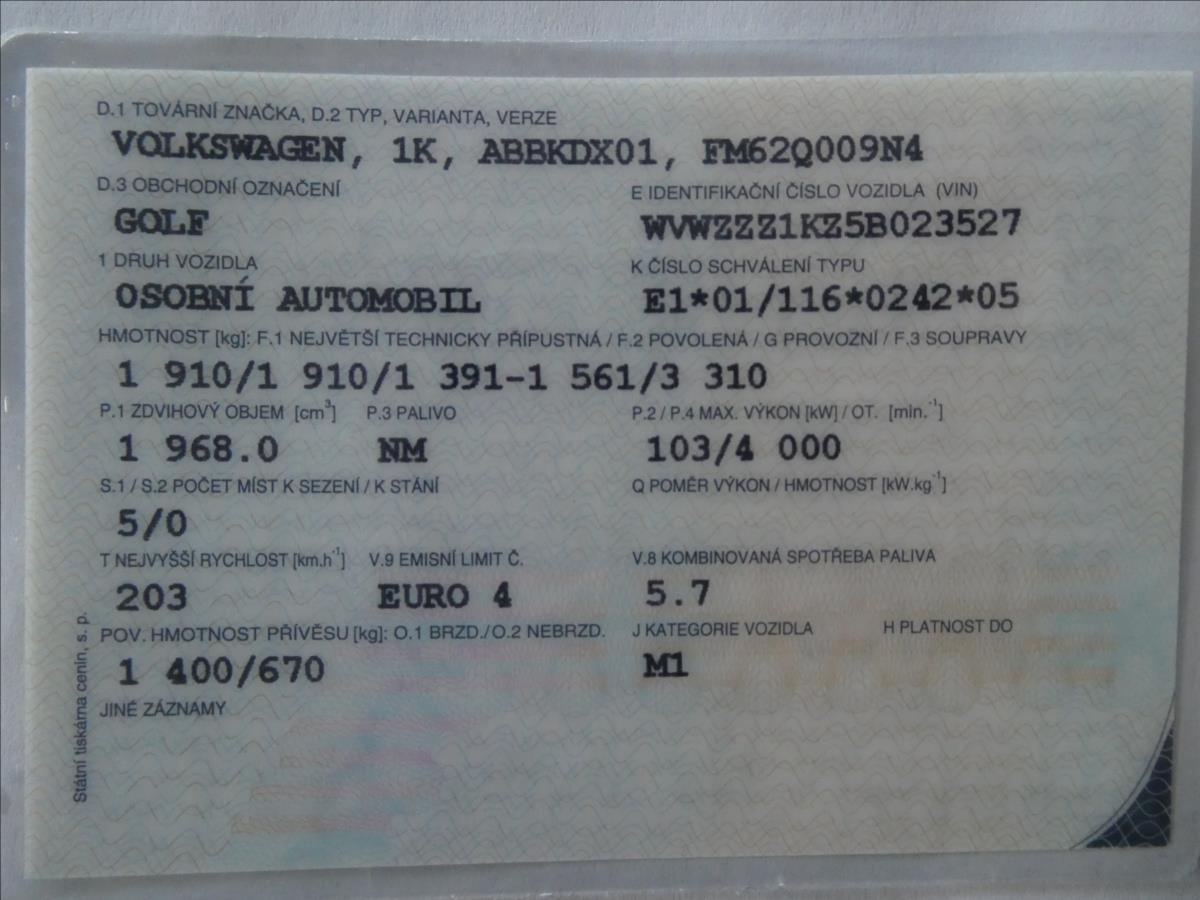 D.1 TOVÁRNÍ ZNAČKA, D.2 TYP, VARIANTA, VERZE
VOLKSWAGEN, 1K, ABBKDX01, FM62Q009N4
D.3 OBCHODNÍ OZNAČENÍ E IDENTIFIKAČNÍ ČÍSLO VOZIDLA (VIN)
GOLF WVWZZZ1KZ5B023527
1 DRUH VOZIDLA K ČÍSLO SCHVÁLENÍ TYPU
OSOBNÍ AUTOMOBIL E1*01/116*0242*05
HMOTNOST [kg]: F.1 NEJVĚTŠÍ TECHNICKY PŘÍPUSTNÁ / F.2 POVOLENÁ / G PROVOZNÍ / F.3 SOUPRAVY
1 910/1 910/1 391-1 561/3 310
P.1 ZDVIHOVÝ OBJEM [cm³] P.3 PALIVO P.2 / P.4 MAX. VÝKON [kW] / OT. [min.⁻¹]
1 968.0 NM 103/4 000
S.1 / S.2 POČET MÍST K SEZENÍ / K STÁNÍ Q POMĚR VÝKON / HMOTNOST [kW.kg⁻¹]
5/0
T NEJVYŠŠÍ RYCHLOST [km.h⁻¹] V.9 EMISNÍ LIMIT Č. V.8 KOMBINOVANÁ SPOTŘEBA PALIVA
203 EURO 4 5.7
POV. HMOTNOST PŘÍVĚSU [kg]: O.1 BRZD./O.2 NEBRZD. J KATEGORIE VOZIDLA H PLATNOST DO
1 400/670 M1
JINÉ ZÁZNAMY
Státní tiskárna cenin, s. p.